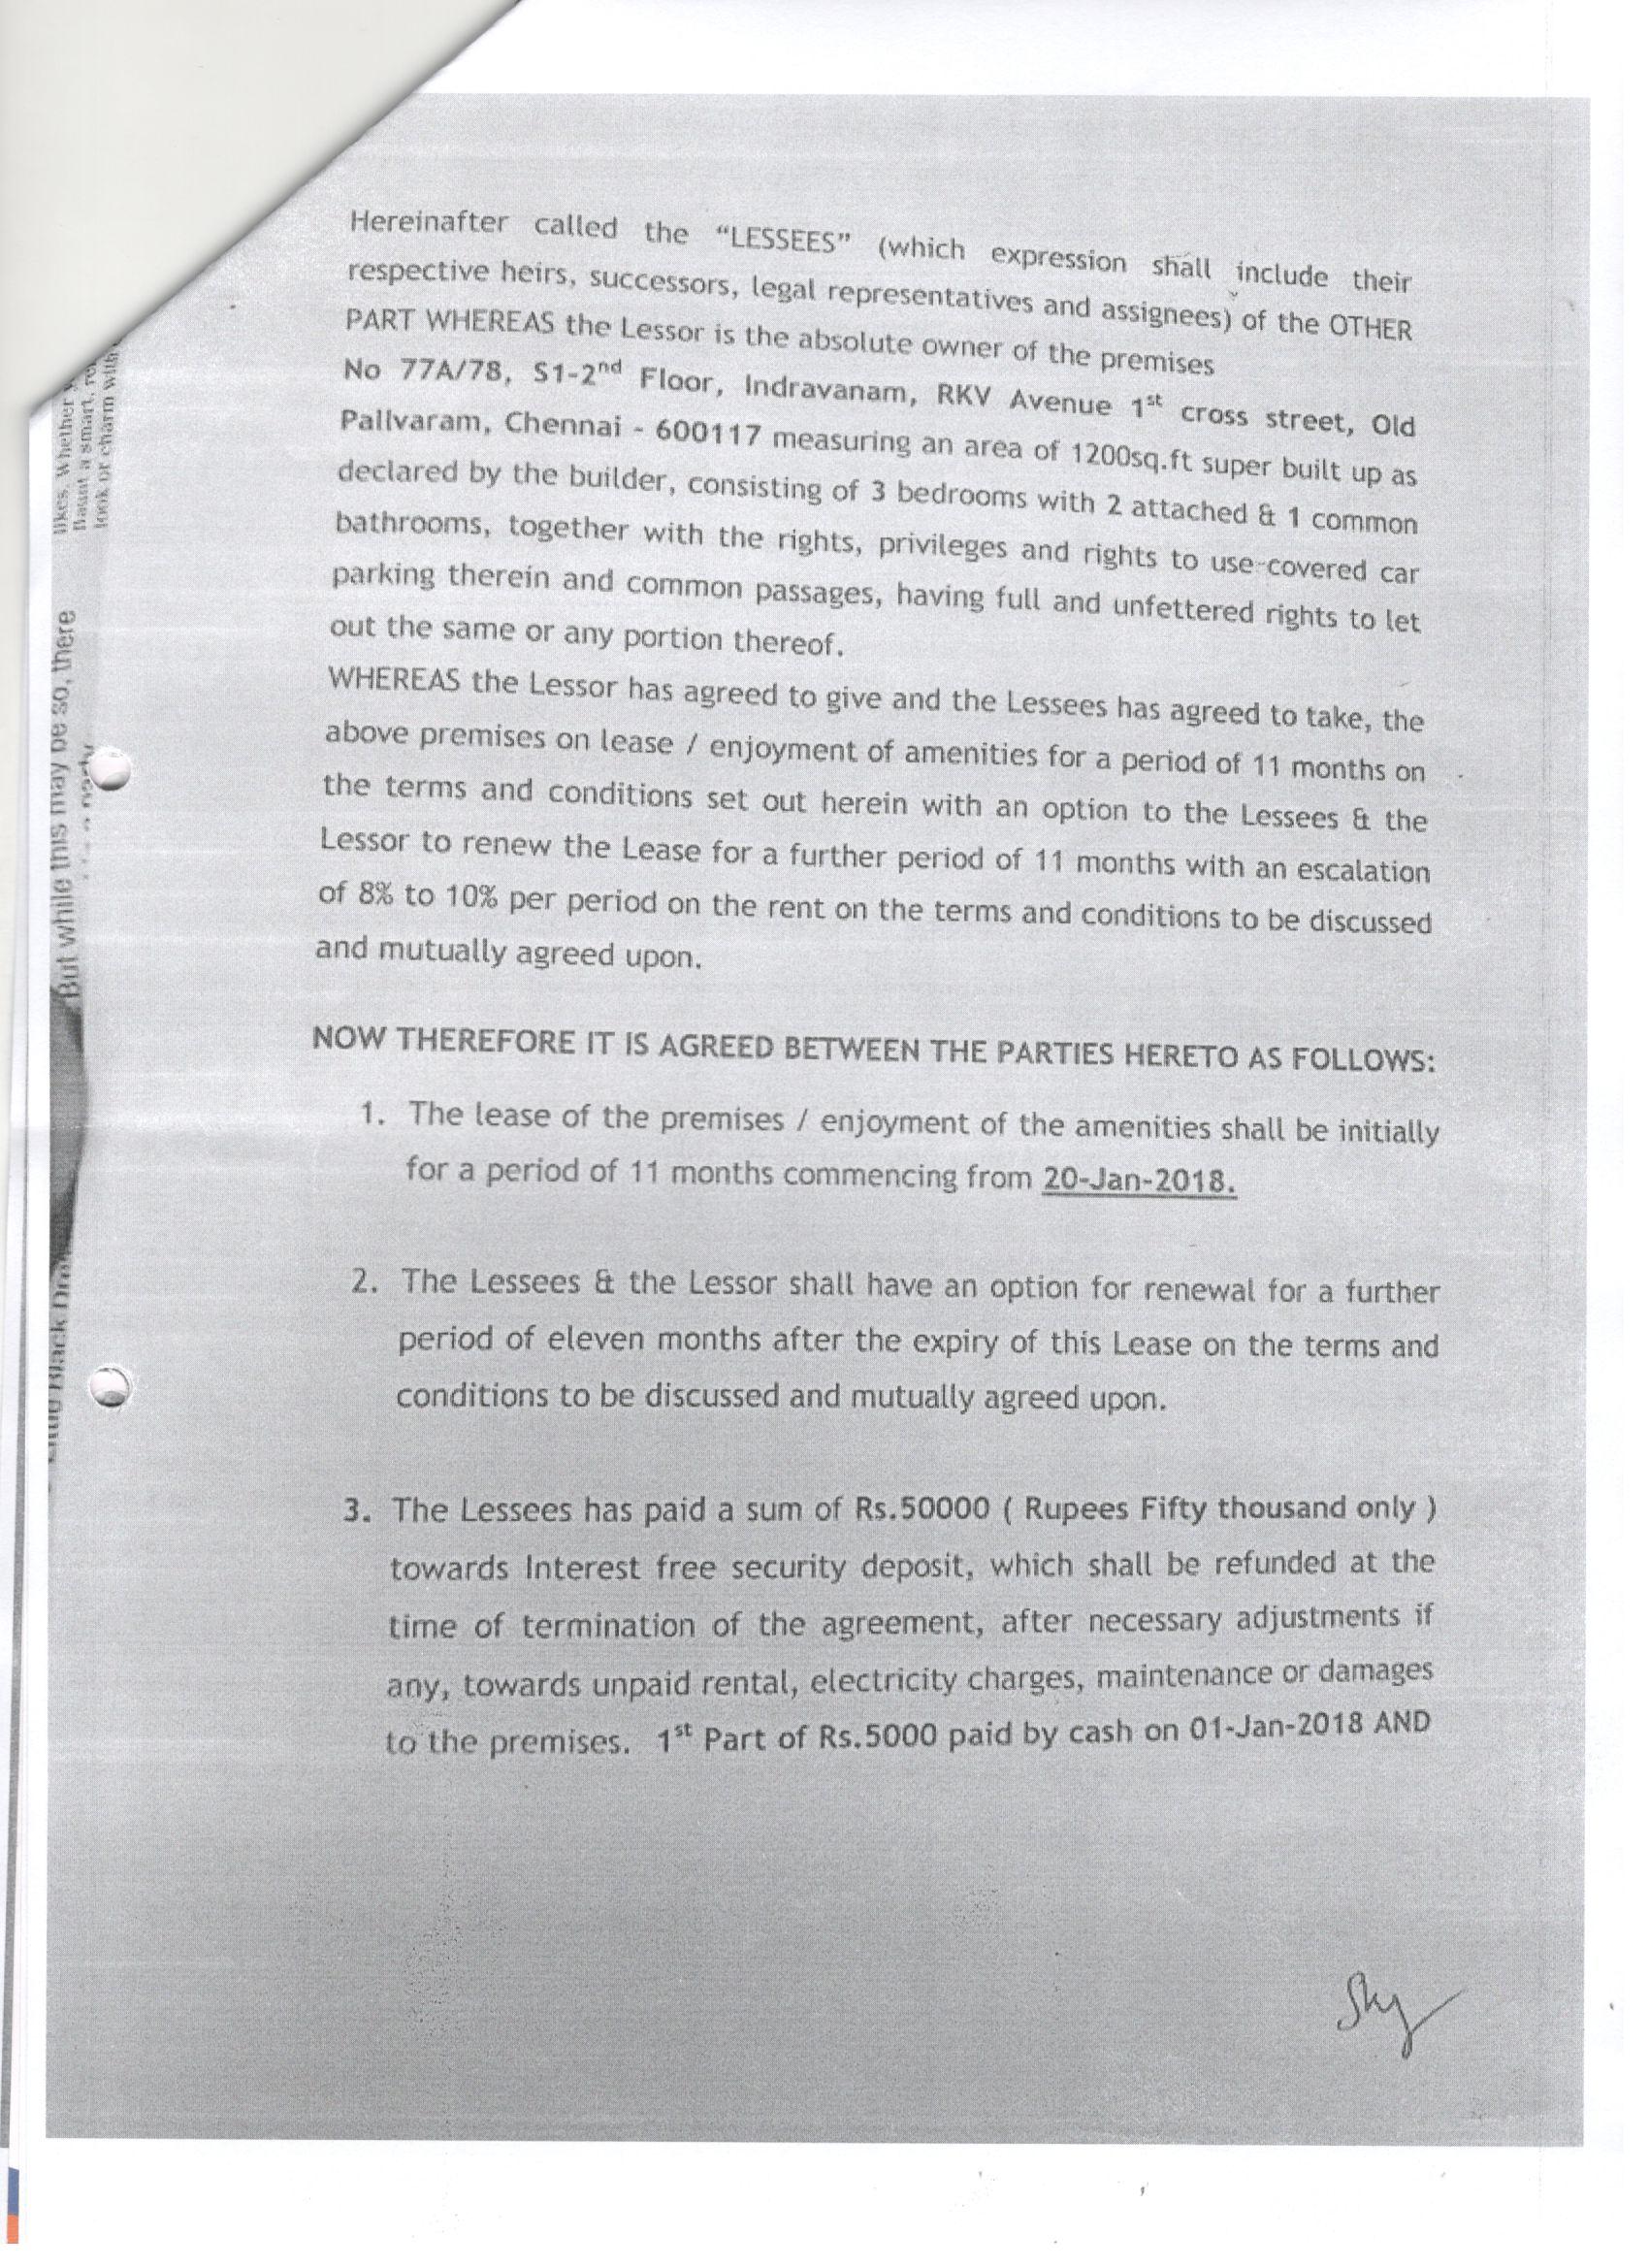 Hereinafter called the “LESSEES” (which expression shall include their
respective heirs, successors, legal representatives and assignees) of the OTHER
PART WHEREAS the Lessor is the absolute owner of the premises
No 77A/78, S1-2nd Floor, Indravanam, RKV Avenue 1st cross street, Old
Pallvaram, Chennai - 600117 measuring an area of 1200sq.ft super built up as
declared by the builder, consisting of 3 bedrooms with 2 attached & 1 common
bathrooms, together with the rights, privileges and rights to use covered car
parking therein and common passages, having full and unfettered rights to let
out the same or any portion thereof.
WHEREAS the Lessor has agreed to give and the Lessees has agreed to take, the
above premises on lease / enjoyment of amenities for a period of 11 months on
the terms and conditions set out herein with an option to the Lessees & the
Lessor to renew the Lease for a further period of 11 months with an escalation
of 8% to 10% per period on the rent on the terms and conditions to be discussed
and mutually agreed upon.
NOW THEREFORE IT IS AGREED BETWEEN THE PARTIES HERETO AS FOLLOWS:
1. The lease of the premises / enjoyment of the amenities shall be initially
for a period of 11 months commencing from 20-Jan-2018.
2. The Lessees & the Lessor shall have an option for renewal for a further
period of eleven months after the expiry of this Lease on the terms and
conditions to be discussed and mutually agreed upon.
3. The Lessees has paid a sum of Rs.50000 ( Rupees Fifty thousand only )
towards Interest free security deposit, which shall be refunded at the
time of termination of the agreement, after necessary adjustments if
any, towards unpaid rental, electricity charges, maintenance or damages
to the premises. 1st Part of Rs.5000 paid by cash on 01-Jan-2018 AND
likes. Whether
flaunt a smart,
look or charm with
But while this may be so, there
Black